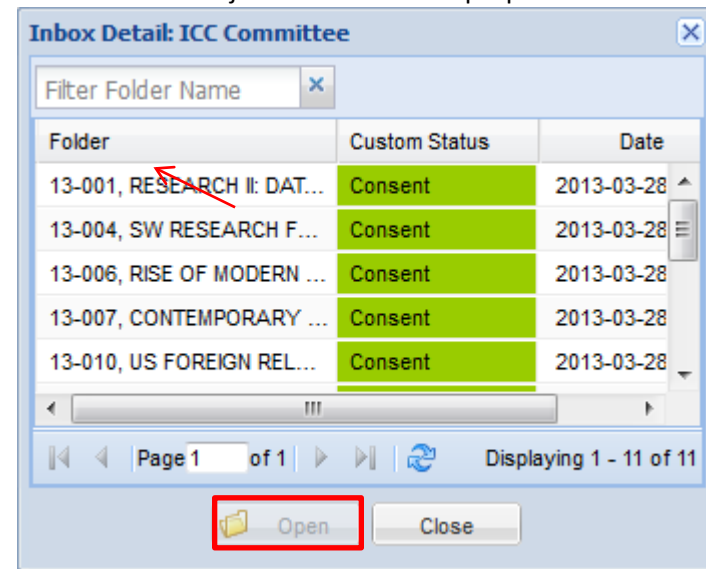 Inbox Detail: ICC Committee
Filter Folder Name
Folder Custom Status Date
13-001, RESEARCH II: DAT... Consent 2013-03-28
13-004, SW RESEARCH F... Consent 2013-03-28
13-006, RISE OF MODERN ... Consent 2013-03-28
13-007, CONTEMPORARY ... Consent 2013-03-28
13-010, US FOREIGN REL... Consent 2013-03-28
Page 1 of 1 Displaying 1 - 11 of 11
Open Close